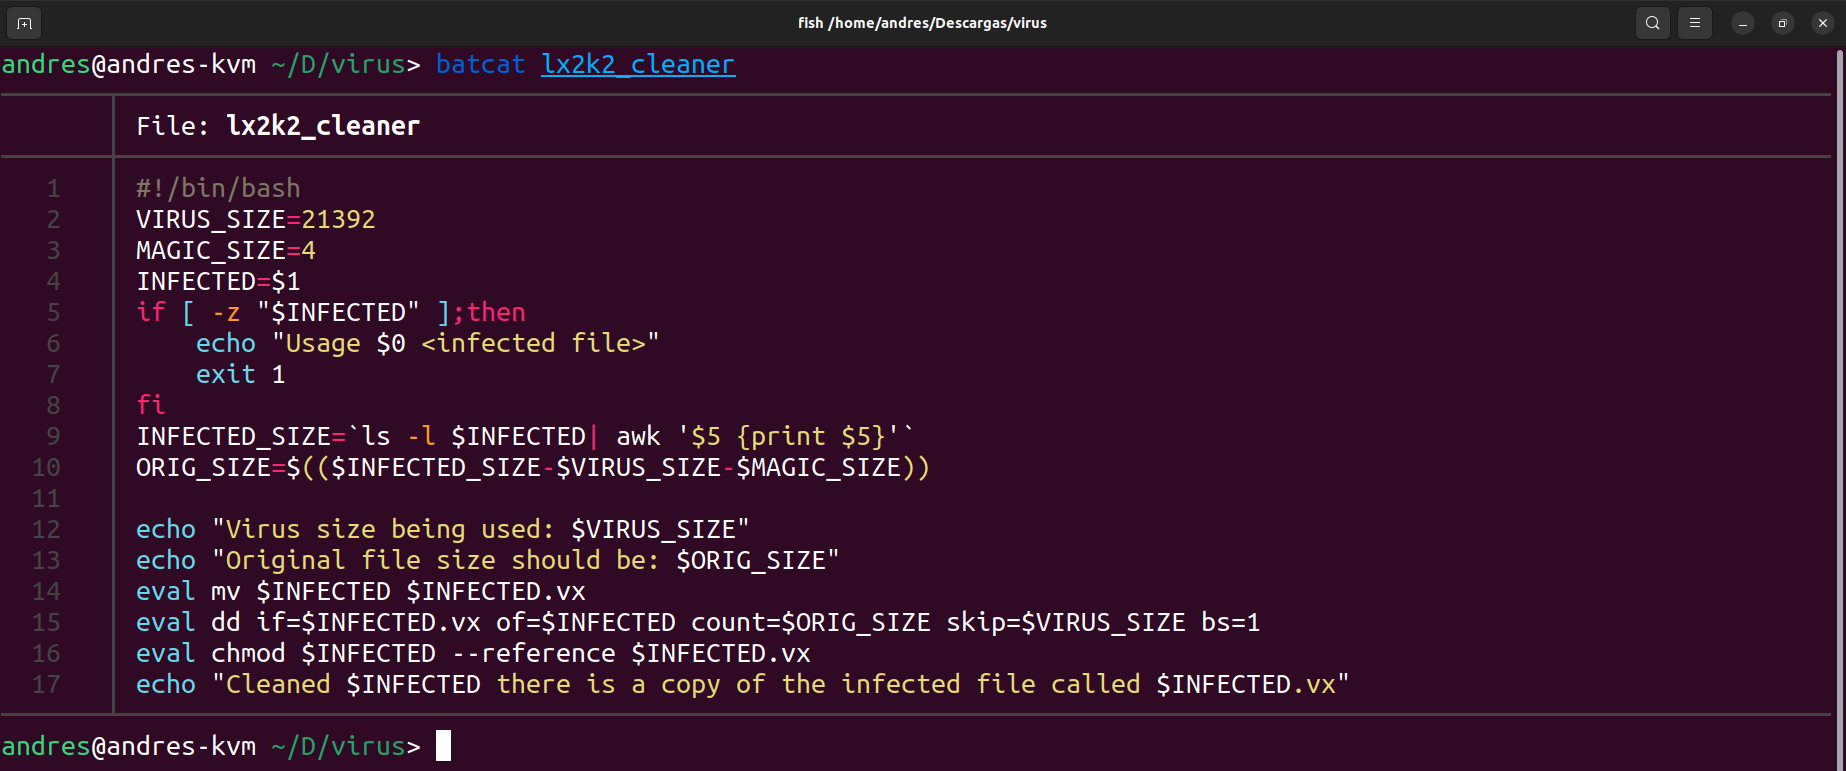 fish /home/andres/Descargas/virus
andres@andres-kvm ~/D/virus> batcat lx2k2_cleaner
File: lx2k2_cleaner
1 #!/bin/bash
2 VIRUS_SIZE=21392
3 MAGIC_SIZE=4
4 INFECTED=$1
5 if [ -z "$INFECTED" ];then
6     echo "Usage $0 <infected file>"
7     exit 1
8 fi
9 INFECTED_SIZE=`ls -l $INFECTED| awk '$5 {print $5}'`
10 ORIG_SIZE=$(($INFECTED_SIZE-$VIRUS_SIZE-$MAGIC_SIZE))
11
12 echo "Virus size being used: $VIRUS_SIZE"
13 echo "Original file size should be: $ORIG_SIZE"
14 eval mv $INFECTED $INFECTED.vx
15 eval dd if=$INFECTED.vx of=$INFECTED count=$ORIG_SIZE skip=$VIRUS_SIZE bs=1
16 eval chmod $INFECTED --reference $INFECTED.vx
17 echo "Cleaned $INFECTED there is a copy of the infected file called $INFECTED.vx"
andres@andres-kvm ~/D/virus>